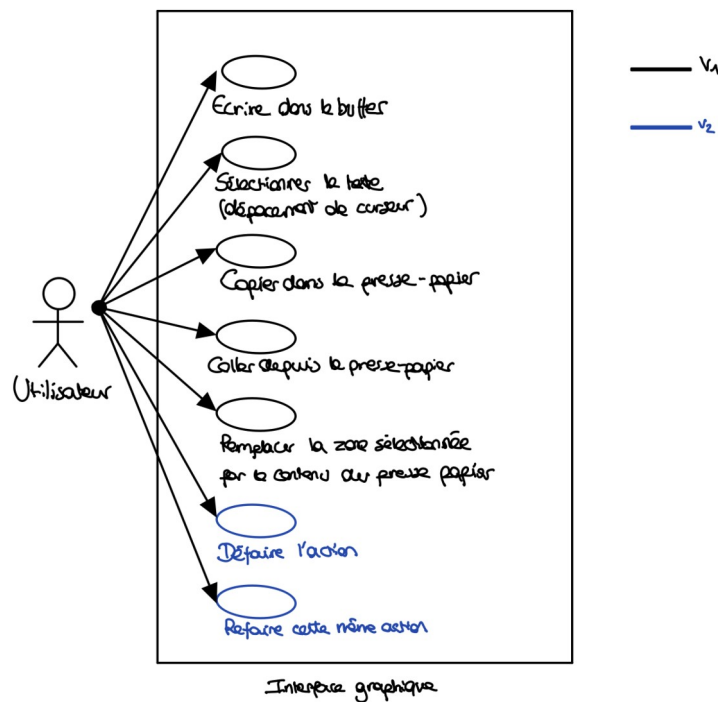 V1
Ecrire dans le buffer
V2
Sélectionner le texte
(déplacement de curseur)
Copier dans le presse-papier
Coller depuis le presse-papier
Utilisateur
Remplacer la zone sélectionnée
par le contenu du presse papier
Défaire l'action
Refaire cette même action
Interface graphique